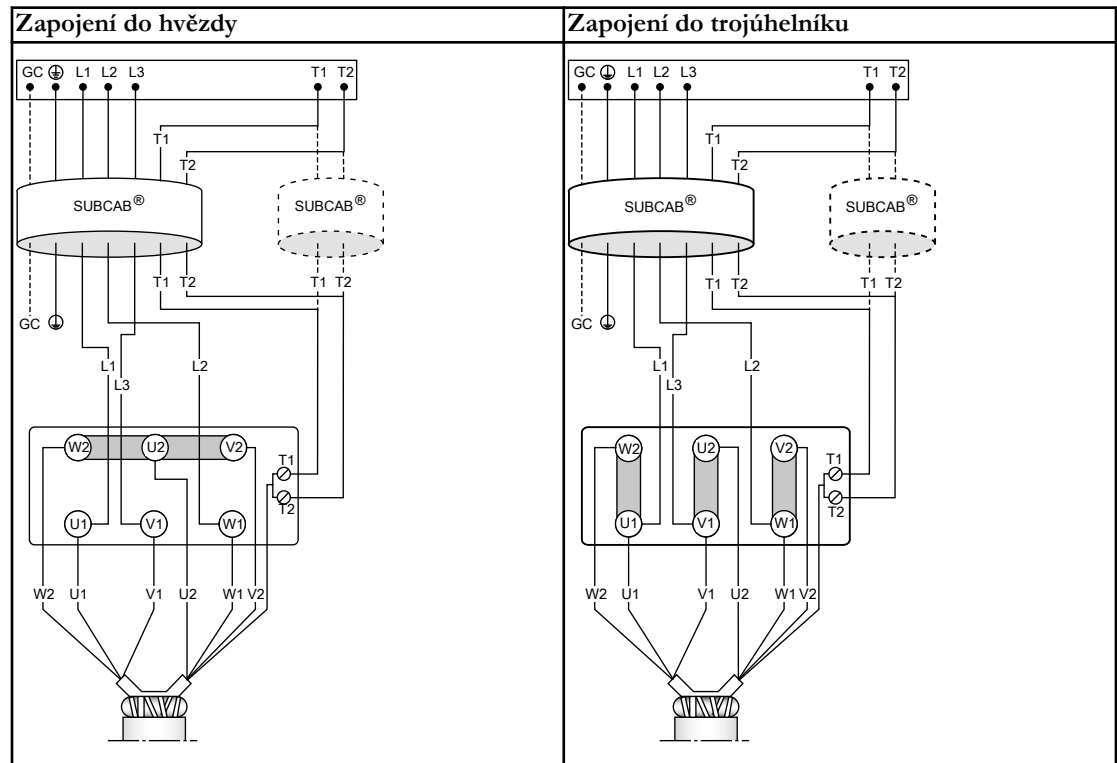 Zapojení do hvězdy
GC L1 L2 L3 T1 T2
T1
T2
SUBCAB® SUBCAB®
T1 T2 T1 T2
GC
L1 L2
L3
W2 U2 V2
T1
T2
U1 V1 W1
W2 U1 V1 U2 W1 V2
Zapojení do trojúhelníku
GC L1 L2 L3 T1 T2
T1
T2
SUBCAB® SUBCAB®
T1 T2 T1 T2
GC
L1 L2
L3
W2 U2 V2
T1
T2
U1 V1 W1
W2 U1 V1 U2 W1 V2